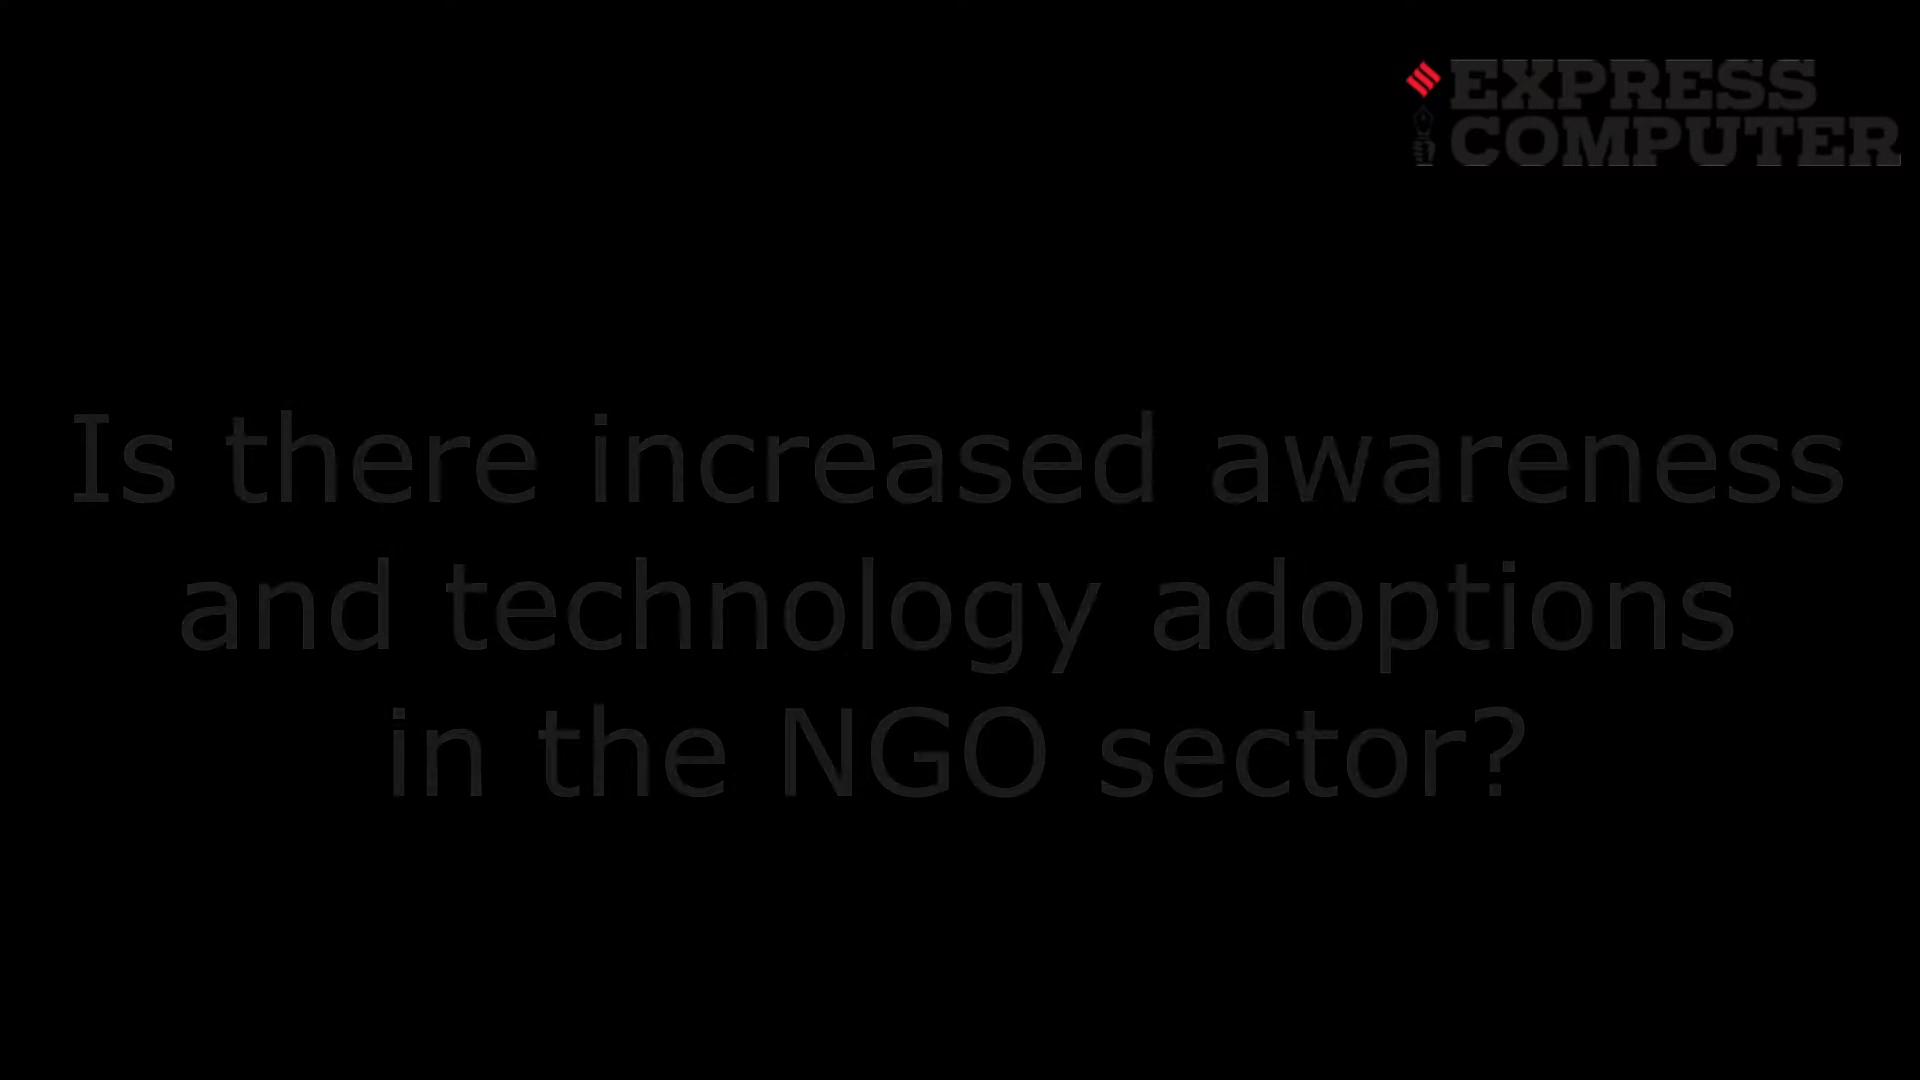 EXPRESS
COMPUTER
Is there increased awareness
and technology adoptions
in the NGO sector?